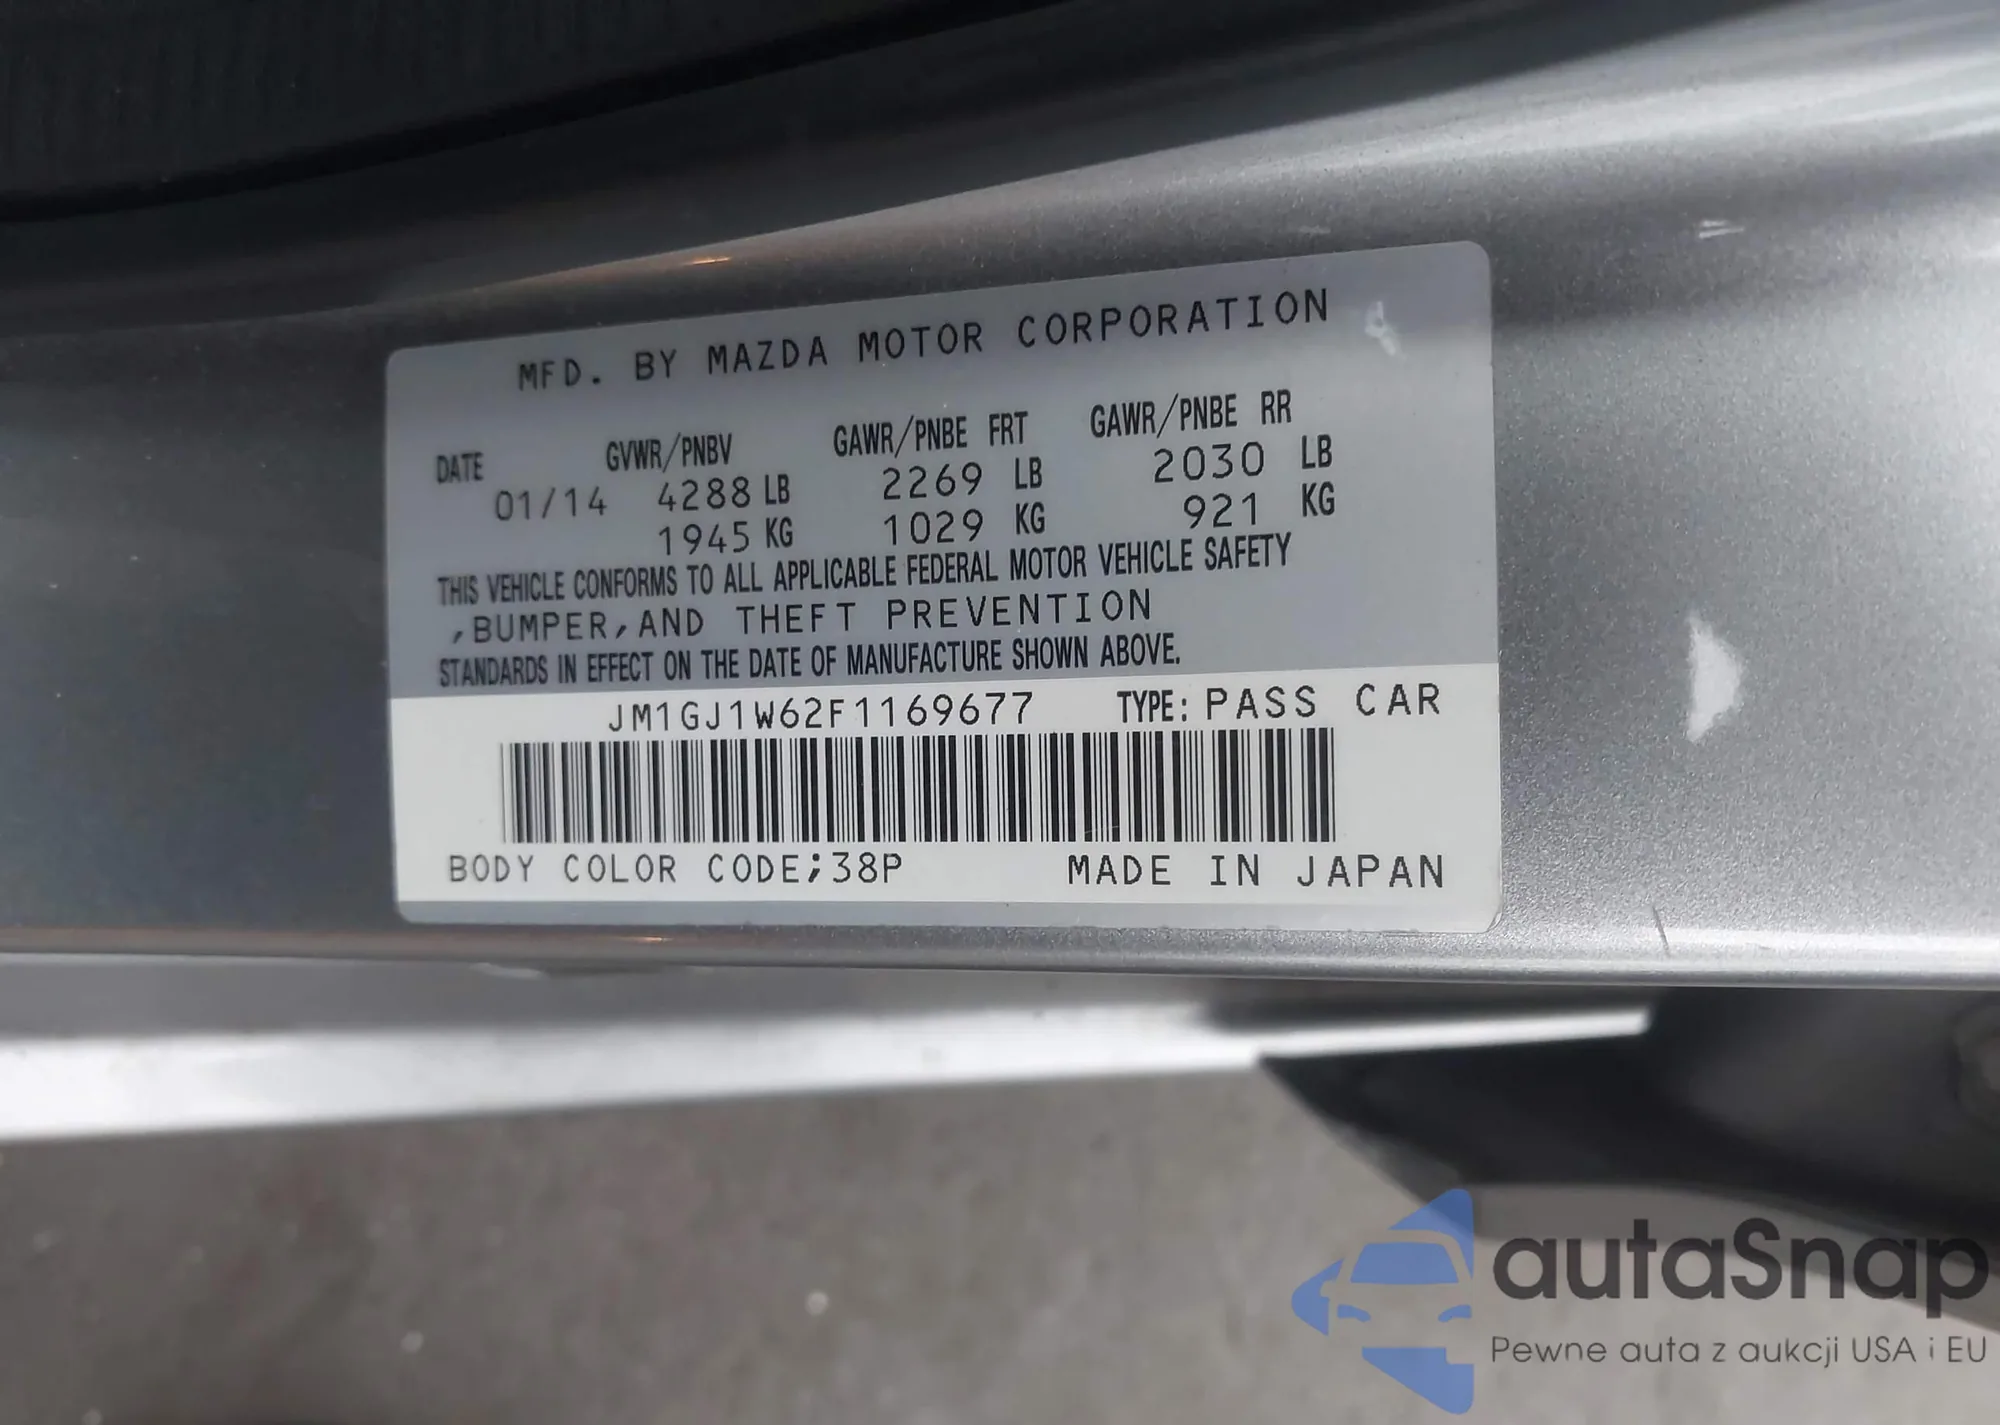 MFD. BY MAZDA MOTOR CORPORATION
DATE GVWR/PNBV GAWR/PNBE FRT GAWR/PNBE RR
01/14 4288 LB 2269 LB 2030 LB
1945 KG 1029 KG 921 KG
THIS VEHICLE CONFORMS TO ALL APPLICABLE FEDERAL MOTOR VEHICLE SAFETY
,BUMPER,AND THEFT PREVENTION
STANDARDS IN EFFECT ON THE DATE OF MANUFACTURE SHOWN ABOVE.
JM1GJ1W62F1169677 TYPE: PASS CAR
BODY COLOR CODE;38P MADE IN JAPAN
autaSnap
Pewne auta z aukcji USA i EU